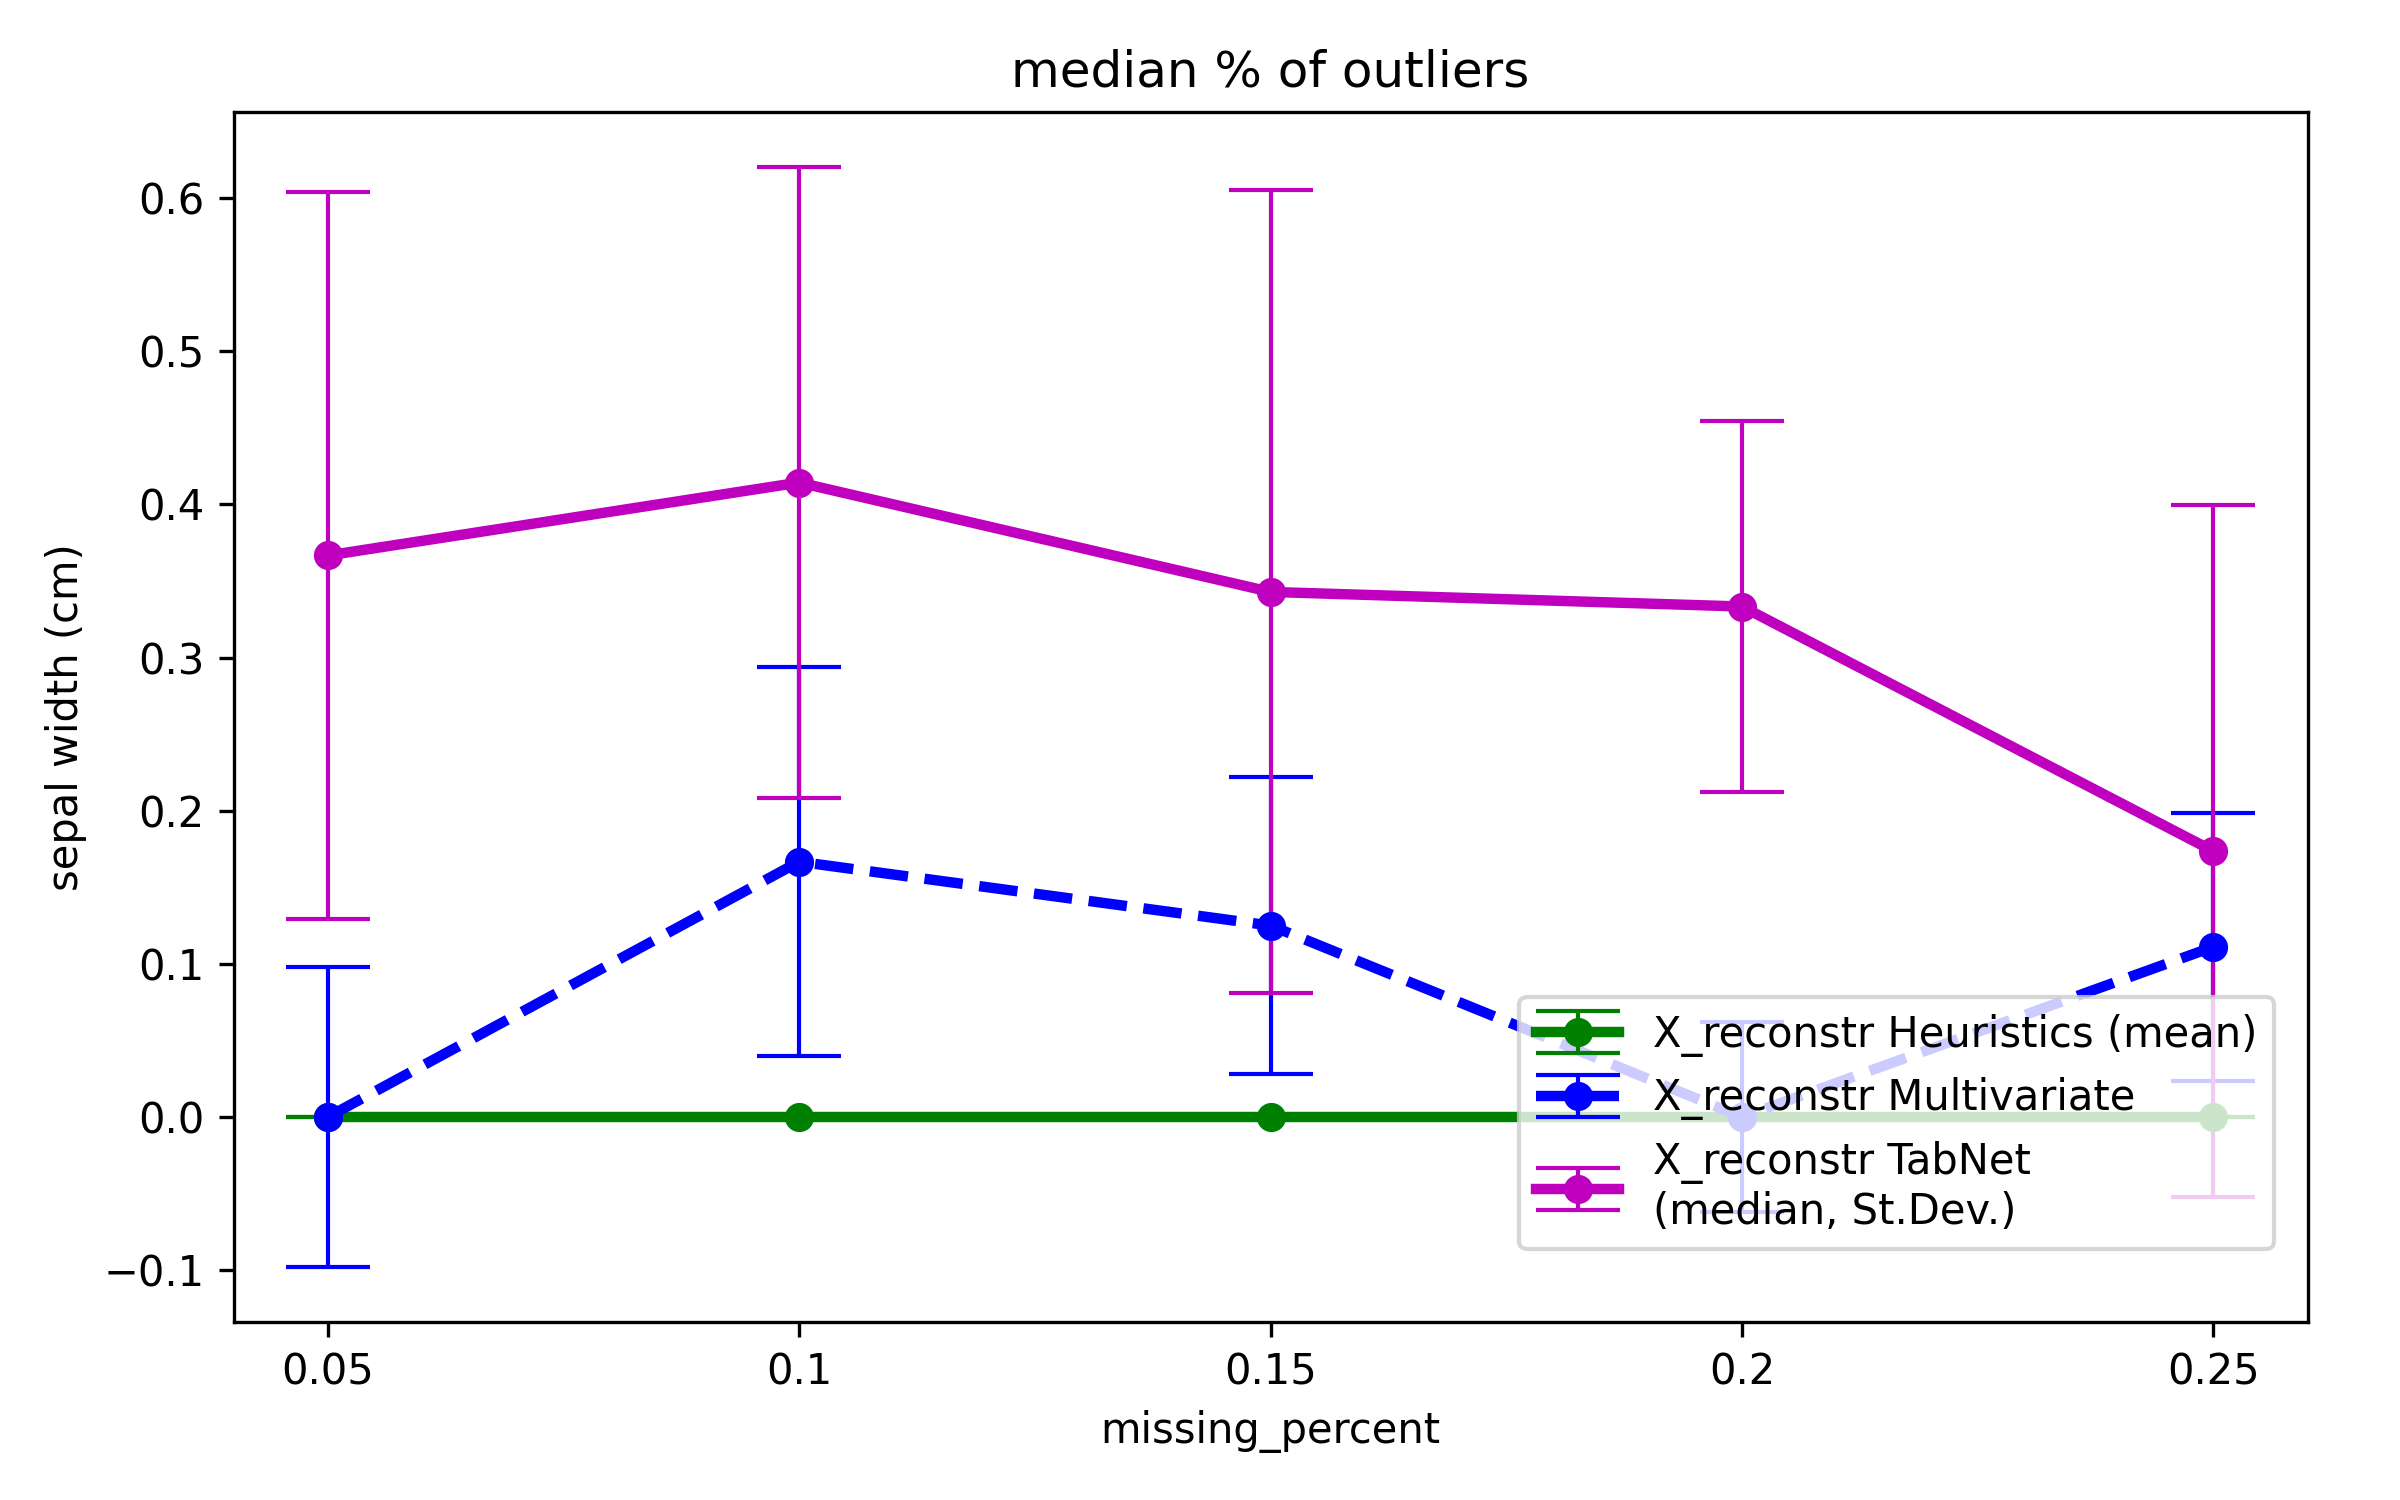 median % of outliers
sepal width (cm)
0.6
0.5
0.4
0.3
0.2
0.1
0.0
−0.1
X_reconstr Heuristics (mean)
X_reconstr Multivariate
X_reconstr TabNet
(median, St.Dev.)
0.05 0.1 0.15 0.2 0.25
missing_percent